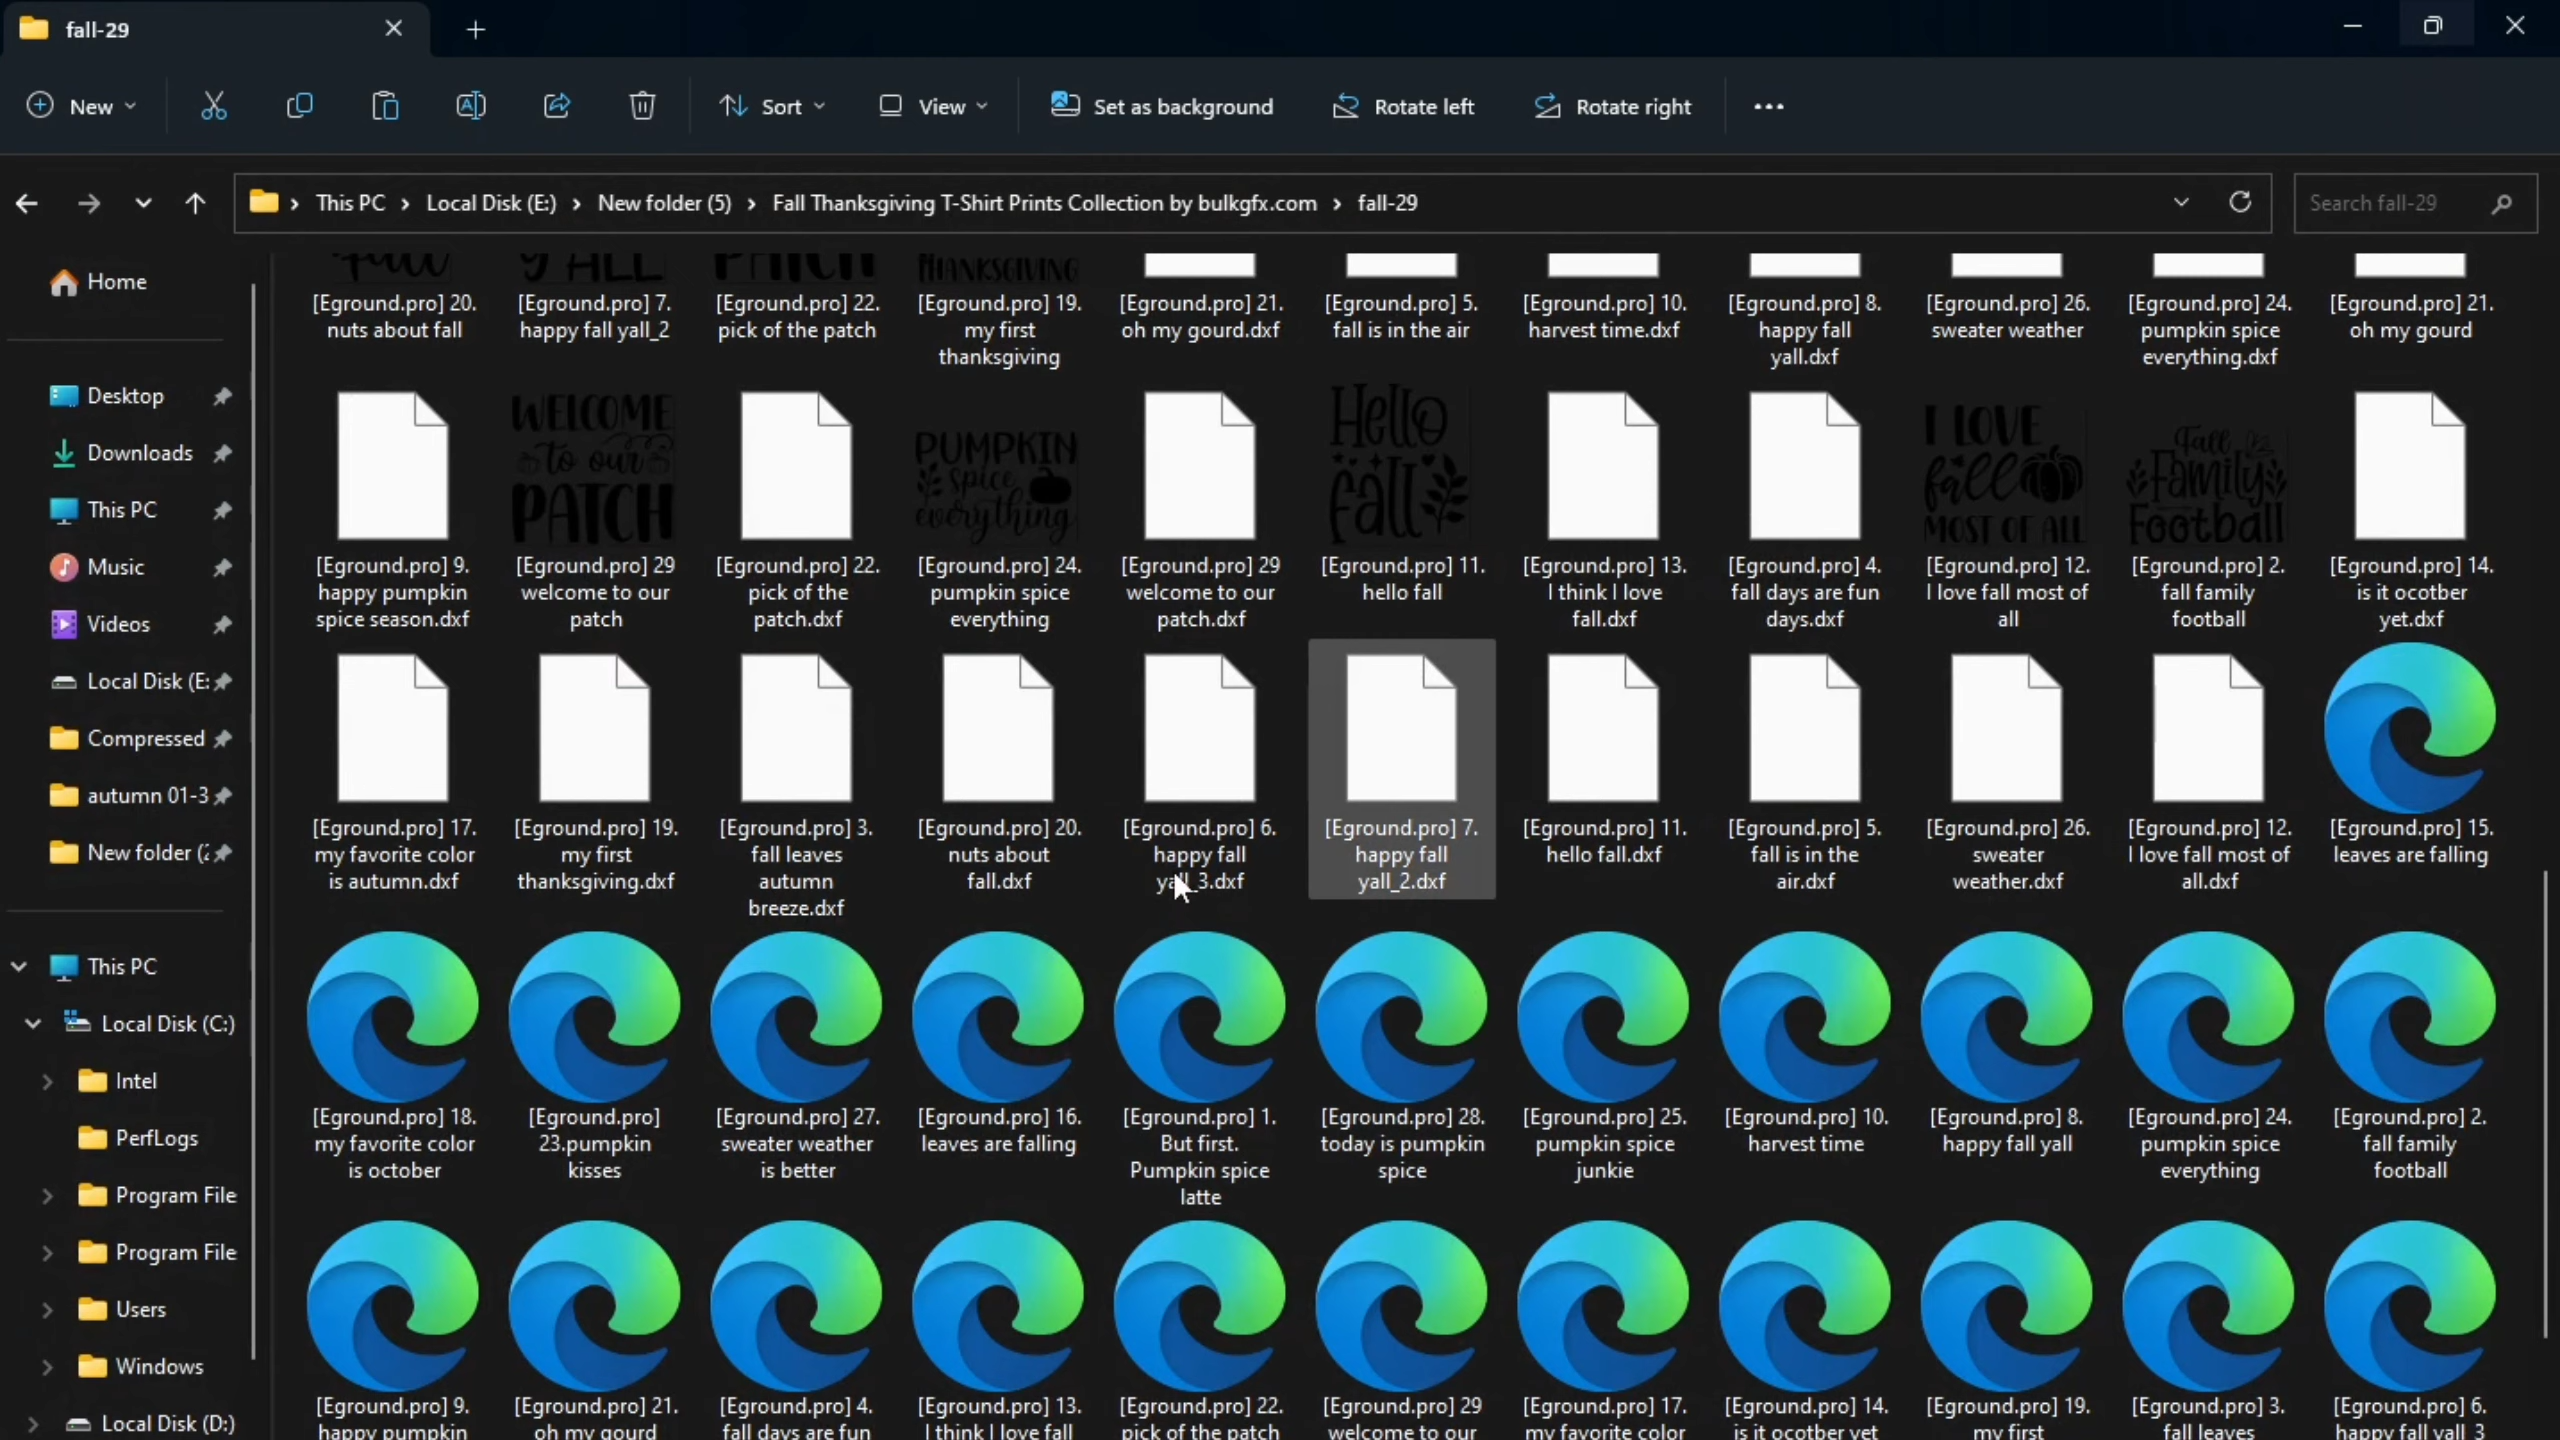 fall-29
New
Sort
View
Set as background
Rotate left
Rotate right
This PC
Local Disk (E:)
New folder (5)
Fall Thanksgiving T-Shirt Prints Collection by bulkgfx.com
fall-29
Search fall-29
Home
Desktop
Downloads
This PC
Music
Videos
Local Disk (E:
Compressed
autumn 01-3
New folder (2
This PC
Local Disk (C:)
Intel
PerfLogs
Program File
Program File
Users
Windows
Local Disk (D:)
fall
Y'ALL
PATCH
THANKSGIVING
[Eground.pro] 20.
nuts about fall
[Eground.pro] 7.
happy fall yall_2
[Eground.pro] 22.
pick of the patch
[Eground.pro] 19.
my first
thanksgiving
[Eground.pro] 21.
oh my gourd.dxf
[Eground.pro] 5.
fall is in the air
[Eground.pro] 10.
harvest time.dxf
[Eground.pro] 8.
happy fall
yall.dxf
[Eground.pro] 26.
sweater weather
[Eground.pro] 24.
pumpkin spice
everything.dxf
[Eground.pro] 21.
oh my gourd
[Eground.pro] 9.
happy pumpkin
spice season.dxf
WELCOME
to our
PATCH
[Eground.pro] 29
welcome to our
patch
[Eground.pro] 22.
pick of the
patch.dxf
PUMPKIN
Spice
everything
[Eground.pro] 24.
pumpkin spice
everything
[Eground.pro] 29
welcome to our
patch.dxf
Hello
fall
[Eground.pro] 11.
hello fall
[Eground.pro] 13.
I think I love
fall.dxf
[Eground.pro] 4.
fall days are fun
days.dxf
I LOVE
fall
MOST OF ALL
[Eground.pro] 12.
I love fall most of
all
Fall
Family
Football
[Eground.pro] 2.
fall family
football
[Eground.pro] 14.
is it ocotber
yet.dxf
[Eground.pro] 17.
my favorite color
is autumn.dxf
[Eground.pro] 19.
my first
thanksgiving.dxf
[Eground.pro] 3.
fall leaves
autumn
breeze.dxf
[Eground.pro] 20.
nuts about
fall.dxf
[Eground.pro] 6.
happy fall
yall_3.dxf
[Eground.pro] 7.
happy fall
yall_2.dxf
[Eground.pro] 11.
hello fall.dxf
[Eground.pro] 5.
fall is in the
air.dxf
[Eground.pro] 26.
sweater
weather.dxf
[Eground.pro] 12.
I love fall most of
all.dxf
[Eground.pro] 15.
leaves are falling
[Eground.pro] 18.
my favorite color
is october
[Eground.pro]
23.pumpkin
kisses
[Eground.pro] 27.
sweater weather
is better
[Eground.pro] 16.
leaves are falling
[Eground.pro] 1.
But first.
Pumpkin spice
latte
[Eground.pro] 28.
today is pumpkin
spice
[Eground.pro] 25.
pumpkin spice
junkie
[Eground.pro] 10.
harvest time
[Eground.pro] 8.
happy fall yall
[Eground.pro] 24.
pumpkin spice
everything
[Eground.pro] 2.
fall family
football
[Eground.pro] 9.
happy pumpkin
[Eground.pro] 21.
oh my gourd
[Eground.pro] 4.
fall days are fun
[Eground.pro] 13.
I think I love fall
[Eground.pro] 22.
pick of the patch
[Eground.pro] 29
welcome to our
[Eground.pro] 17.
my favorite color
[Eground.pro] 14.
is it ocotber yet
[Eground.pro] 19.
my first
[Eground.pro] 3.
fall leaves
[Eground.pro] 6.
happy fall yall_3